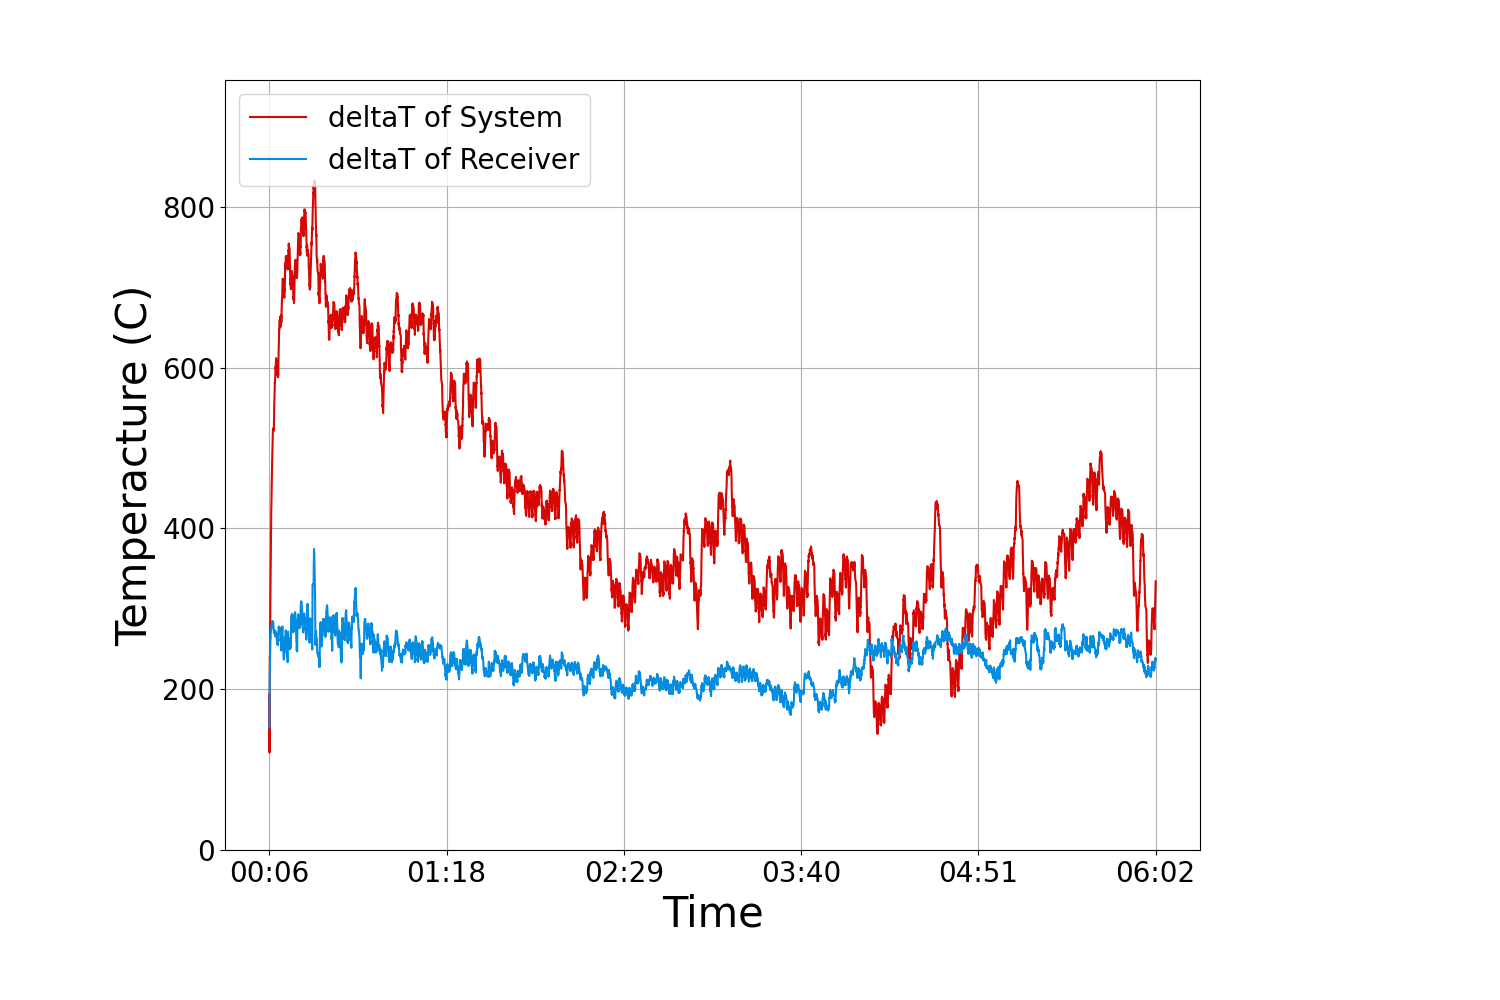 deltaT of System
deltaT of Receiver
Temperacture (C)
800
600
400
200
0
00:06 01:18 02:29 03:40 04:51 06:02
Time